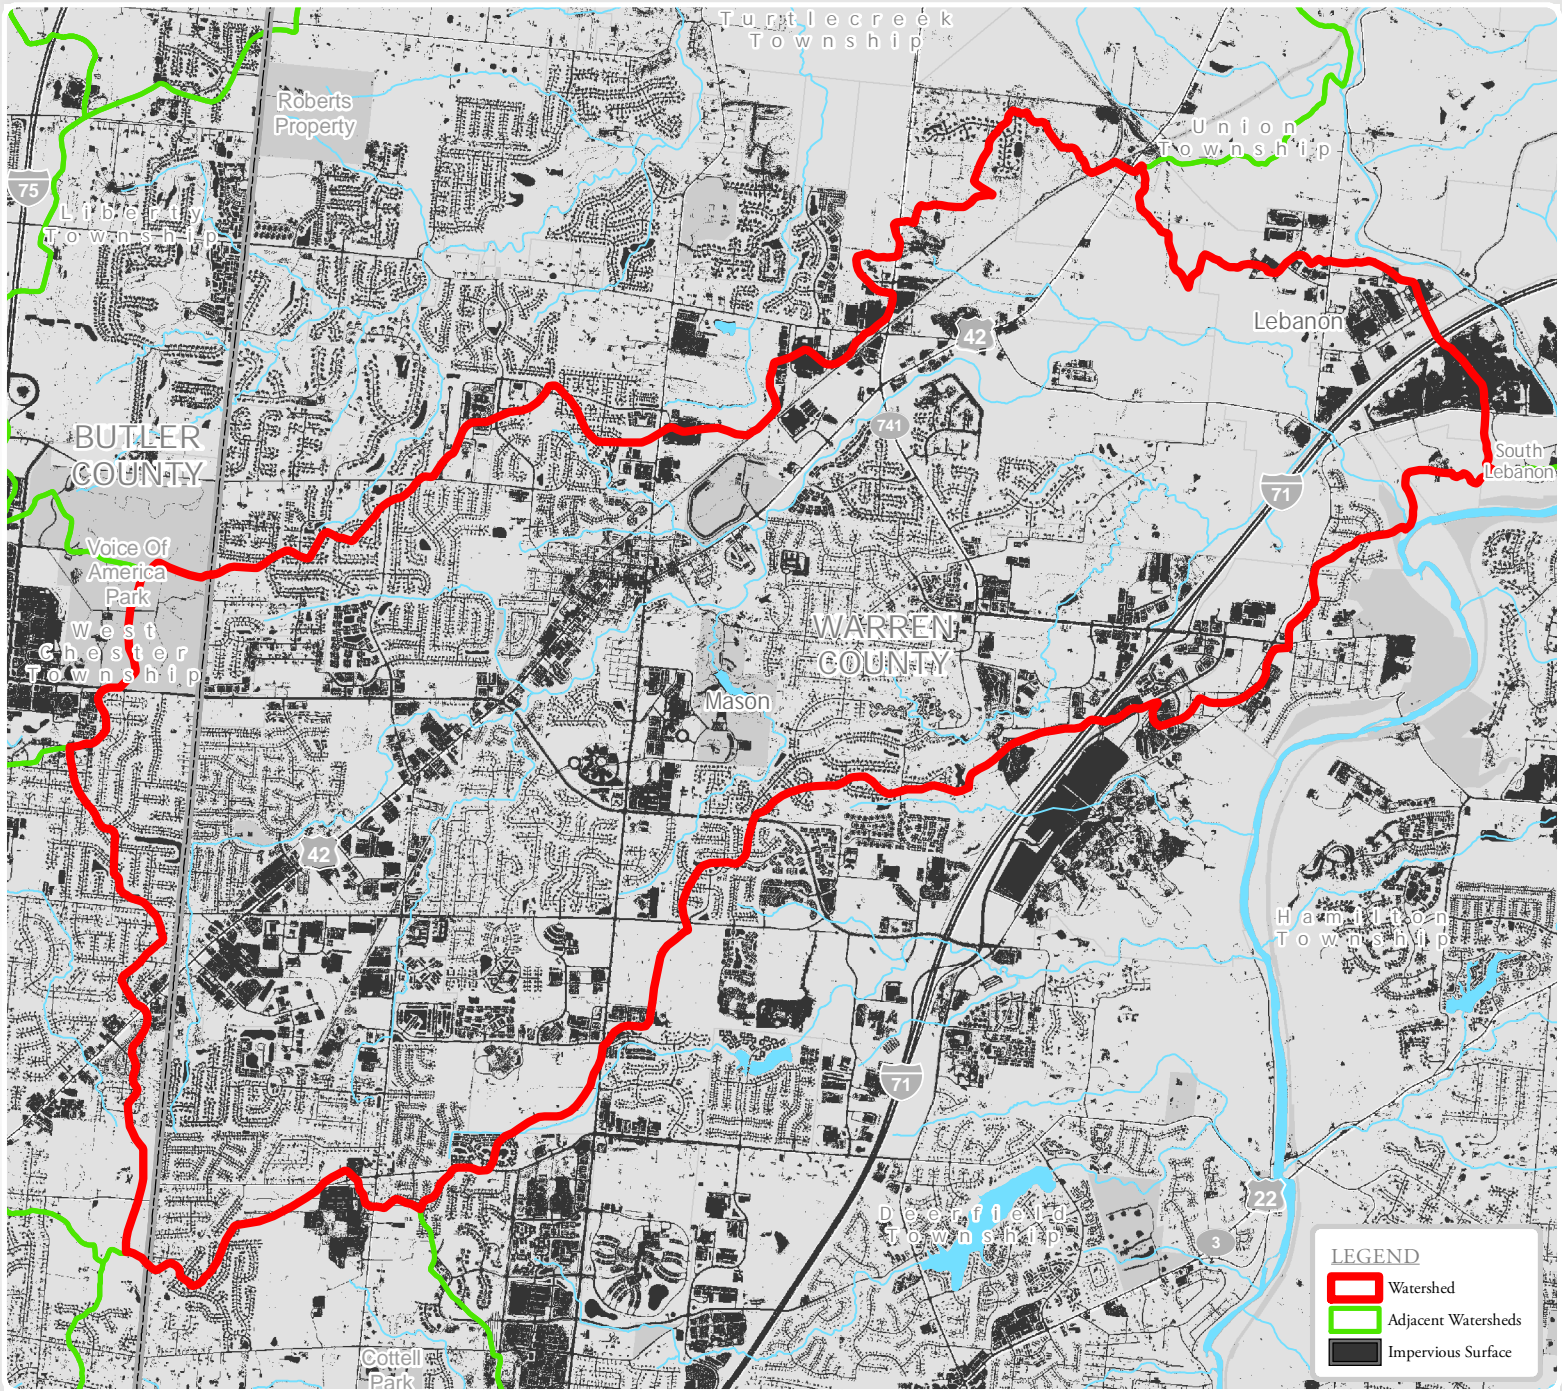 Turtlecreek
Township
Roberts
Property
Union
Township
75
Liberty
Township
Lebanon
42
741
BUTLER
COUNTY
South
Lebanon
71
Voice Of
America
Park
West
Chester
Township
WARREN
COUNTY
Mason
42
Hamilton
Township
71
22
Deerfield
Township
3
Cottell
Park
LEGEND
Watershed
Adjacent Watersheds
Impervious Surface